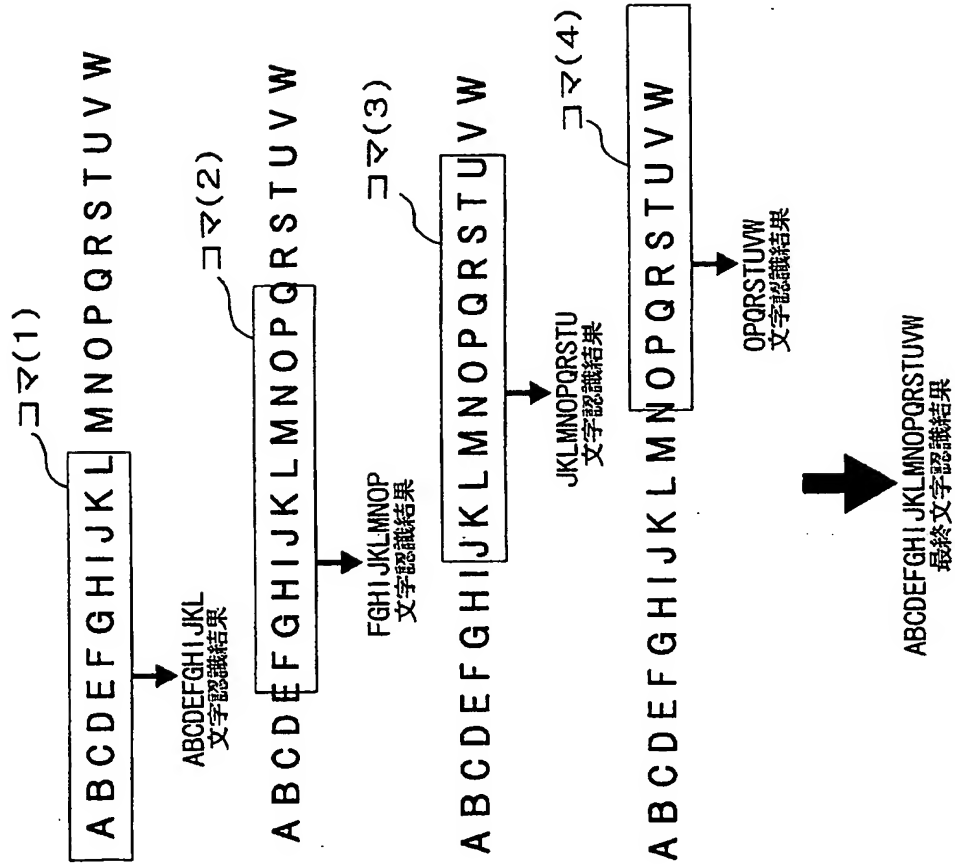 コマ(1)
A B C D E F G H I J K L M N O P Q R S T U V W
ABCDEFGHIJKL
文字認識結果
コマ(2)
A B C D E F G H I J K L M N O P Q R S T U V W
FGHIJKLMNOP
文字認識結果
コマ(3)
A B C D E F G H I J K L M N O P Q R S T U V W
JKLMNOPQRSTU
文字認識結果
コマ(4)
A B C D E F G H I J K L M N O P Q R S T U V W
OPQRSTUVW
文字認識結果
ABCDEFGHIJKLMNOPQRSTUVW
最終文字認識結果